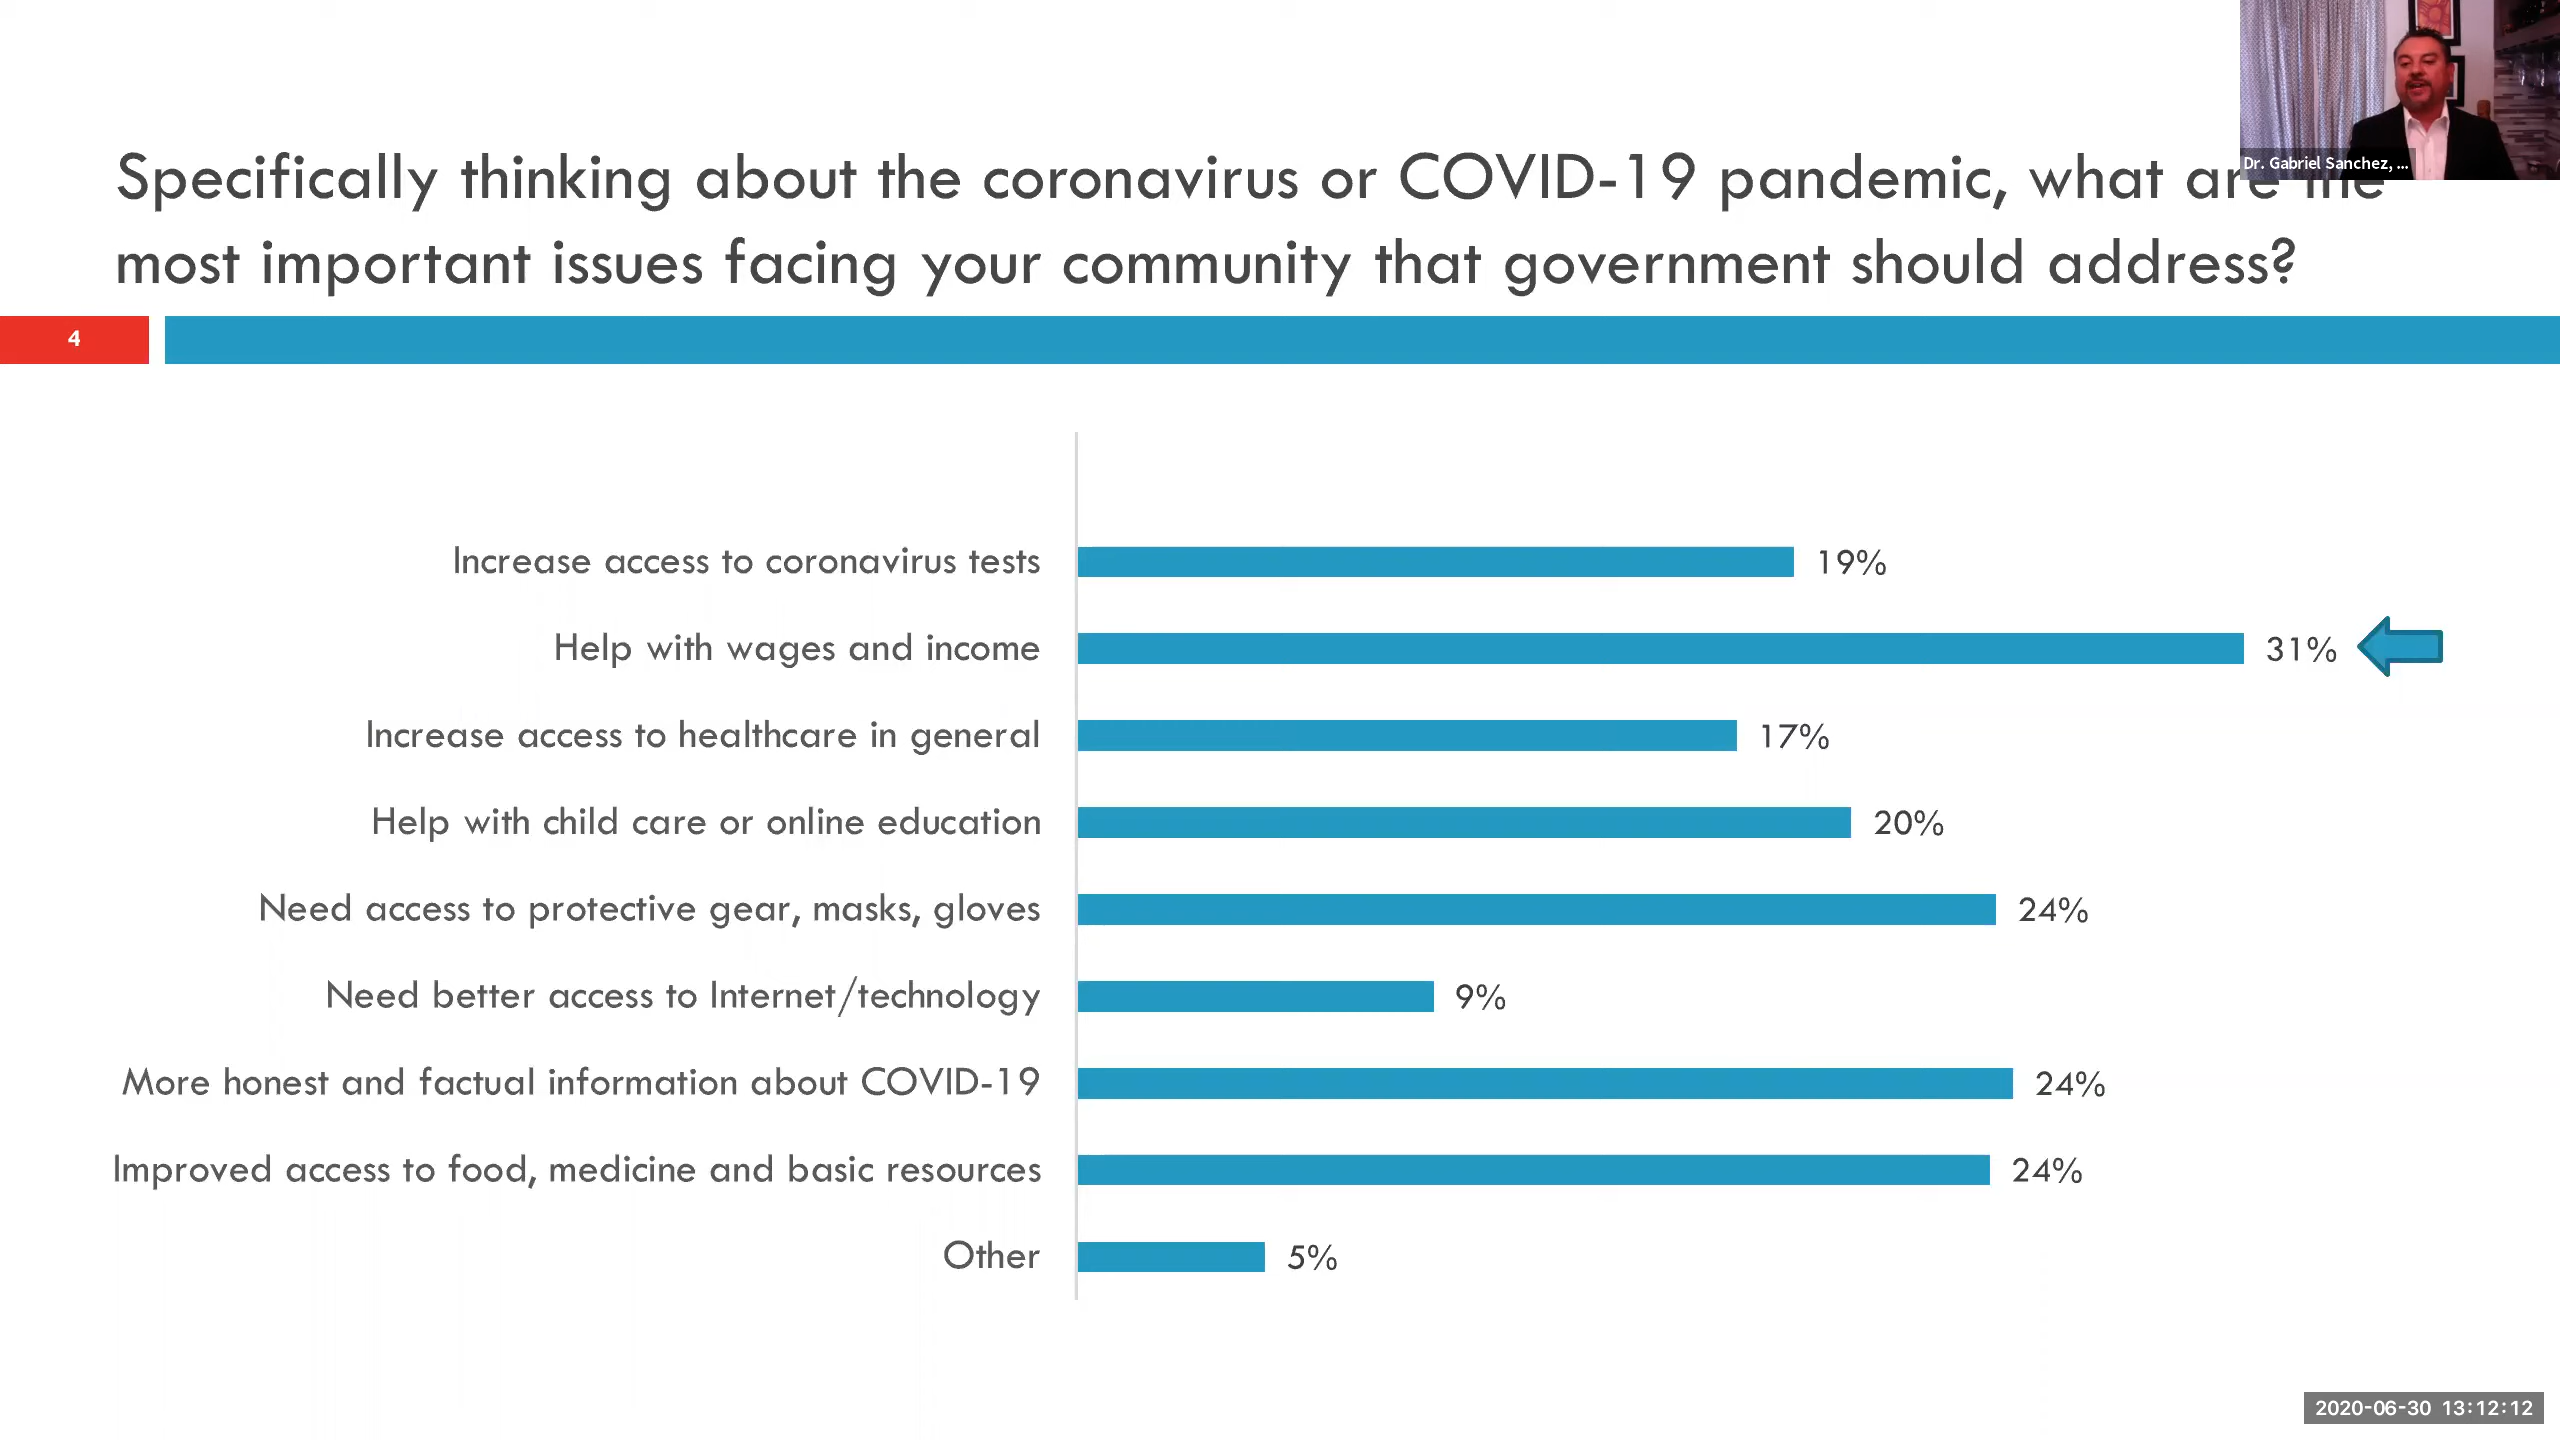 Dr. Gabriel Sanchez, ...
Specifically thinking about the coronavirus or COVID-19 pandemic, what are the
most important issues facing your community that government should address?
4
Increase access to coronavirus tests 19%
Help with wages and income 31%
Increase access to healthcare in general 17%
Help with child care or online education 20%
Need access to protective gear, masks, gloves 24%
Need better access to Internet/technology 9%
More honest and factual information about COVID-19 24%
Improved access to food, medicine and basic resources 24%
Other 5%
2020-06-30 13:12:12